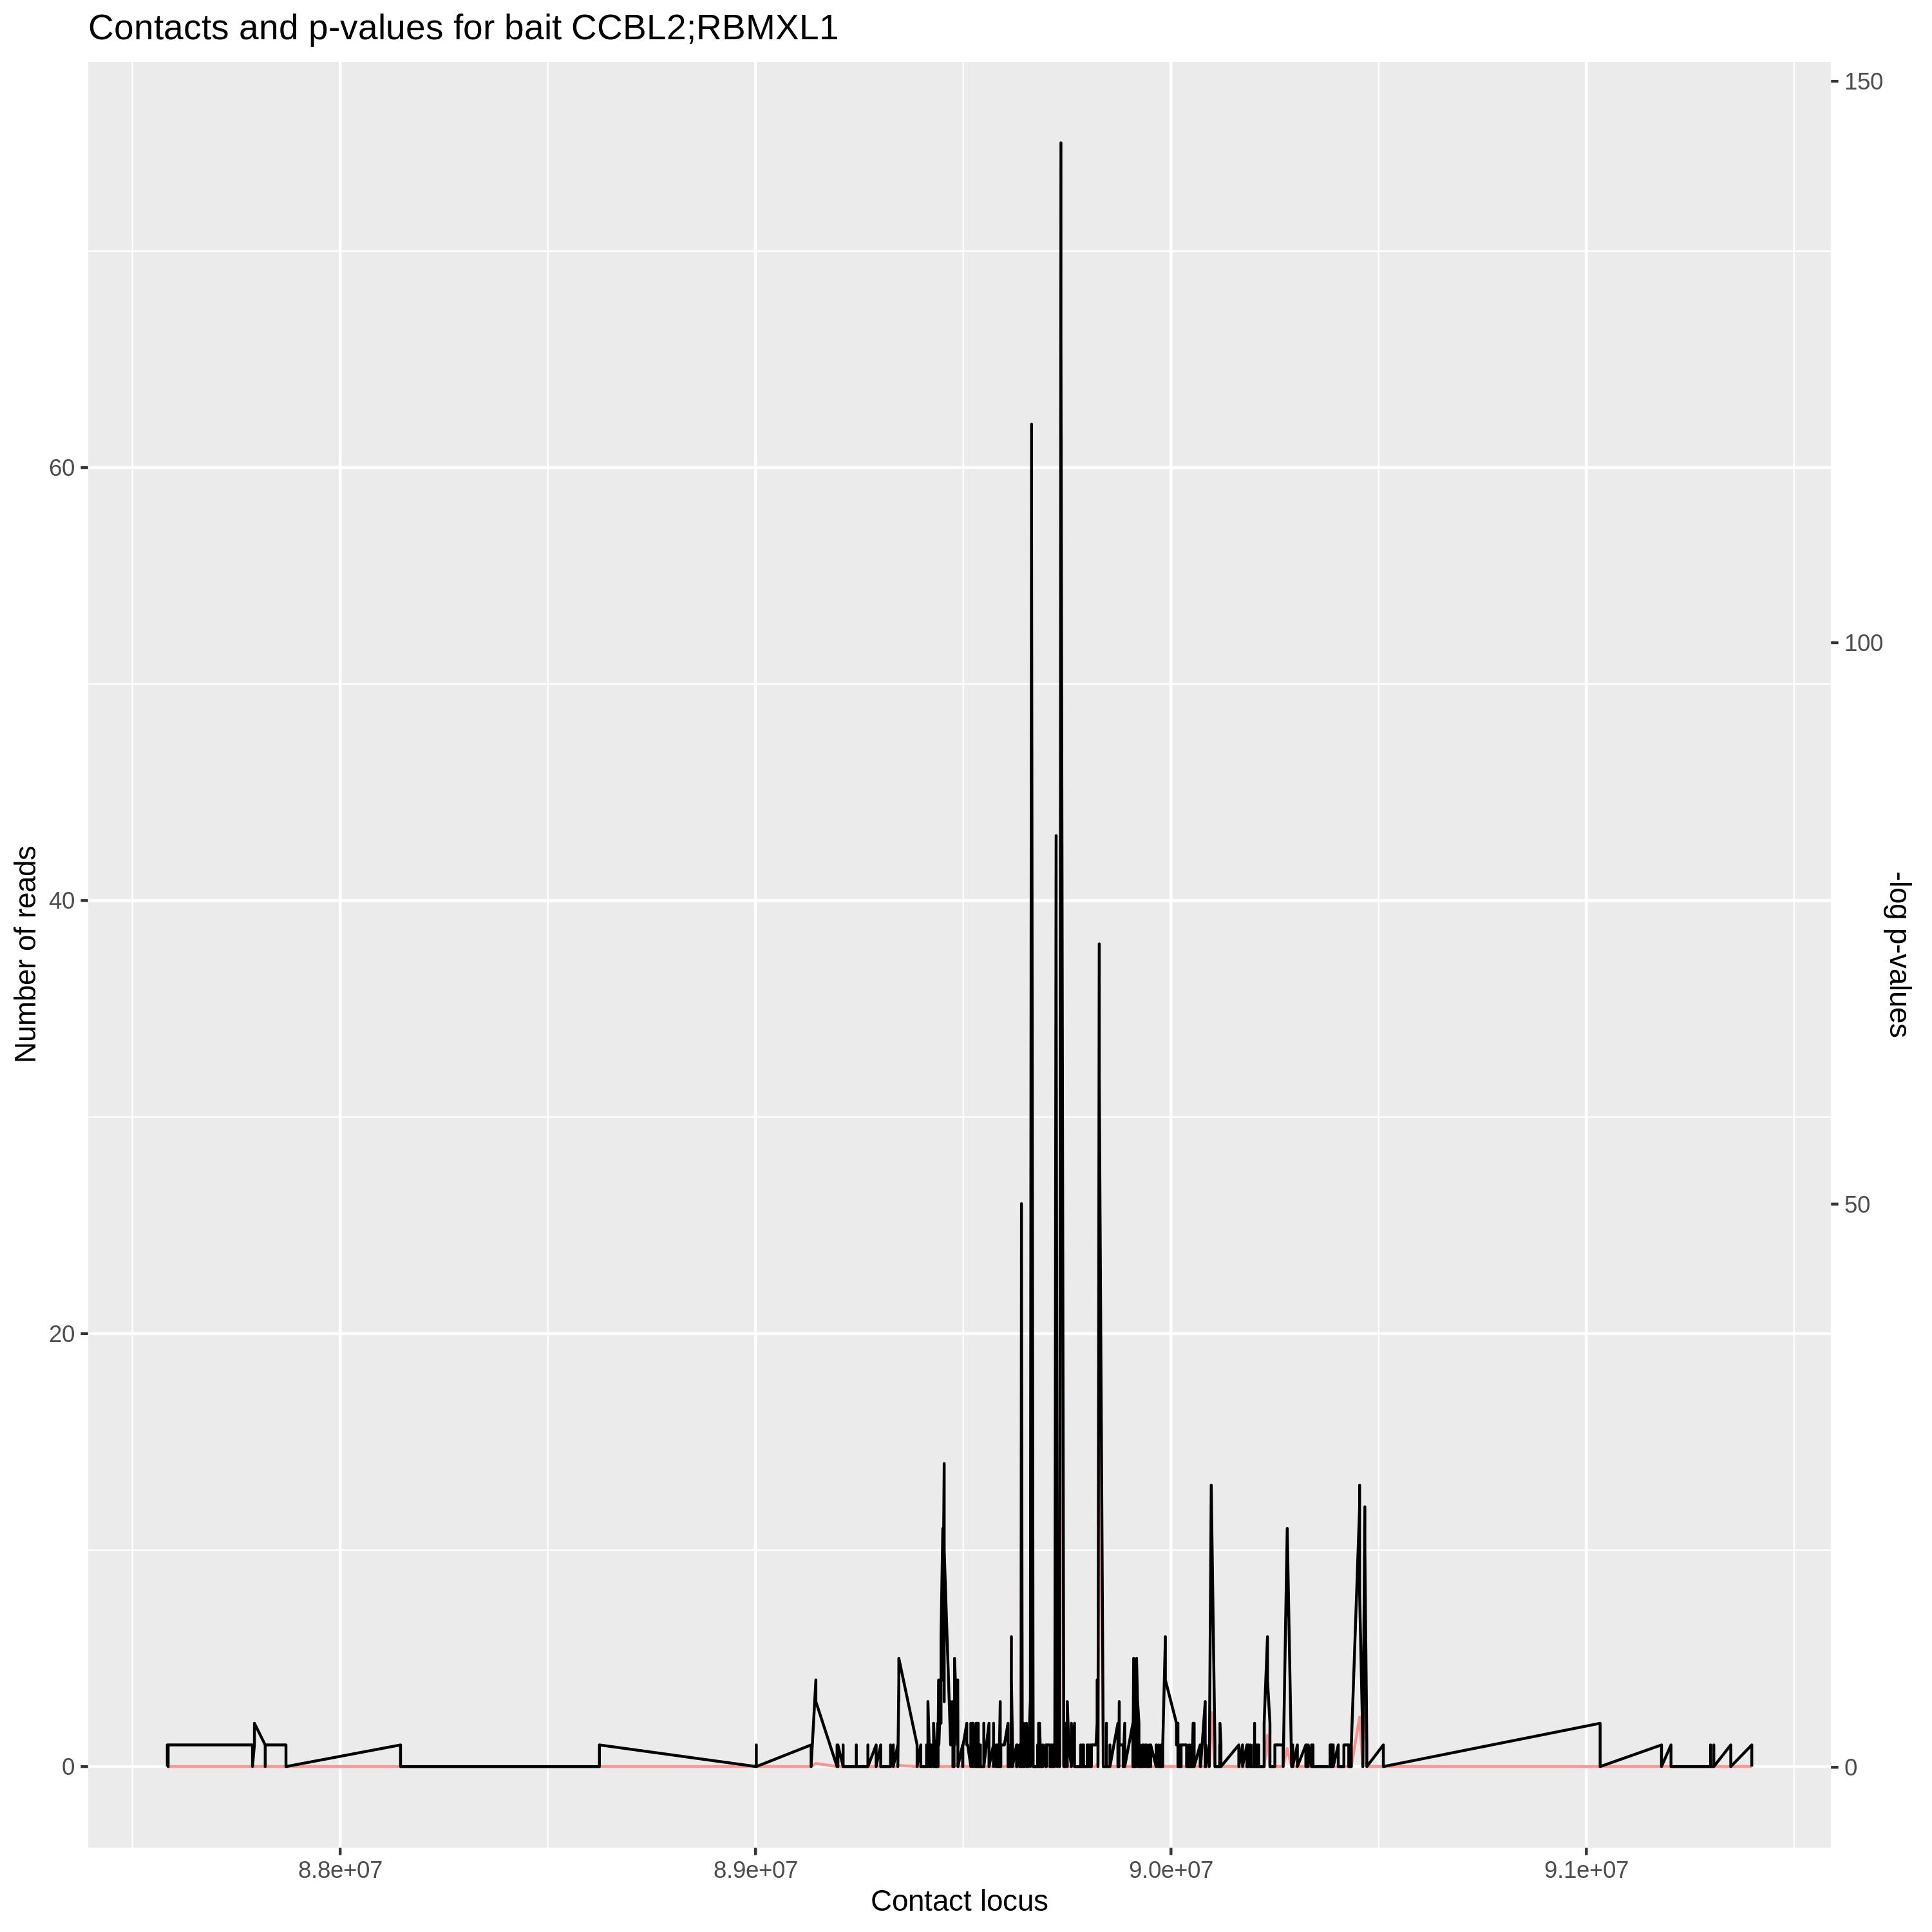 Contacts and p-values for bait CCBL2;RBMXL1
150
60
100
40
Number of reads
-log p-values
50
20
0
0
8.8e+07
8.9e+07
9.0e+07
9.1e+07
Contact locus